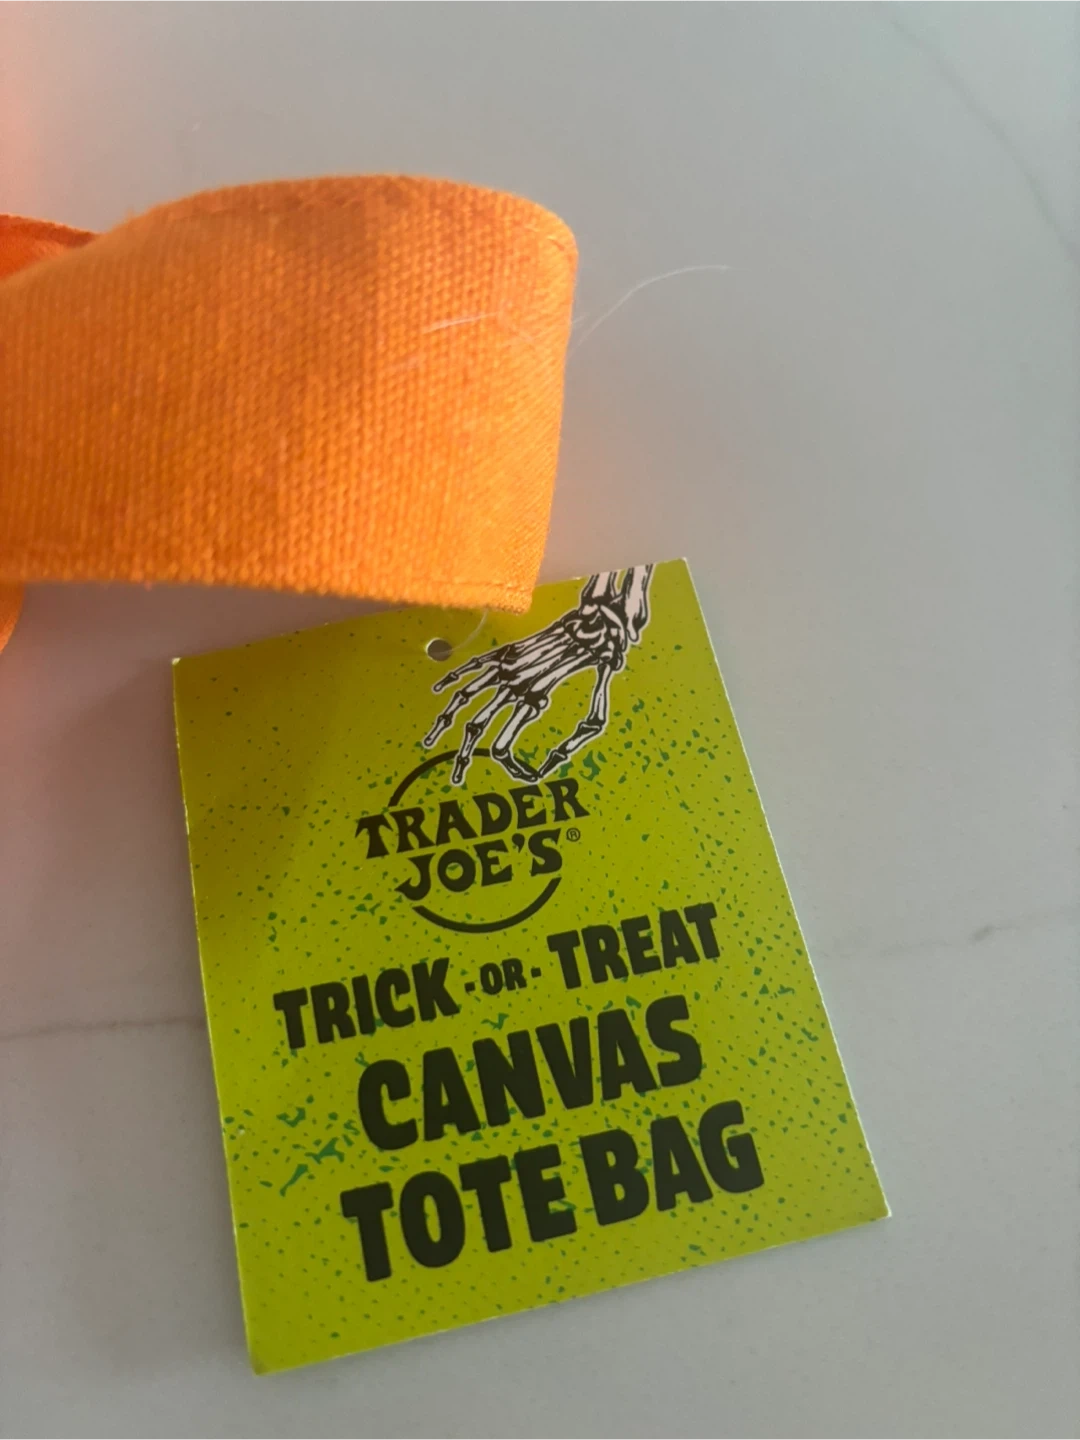 TRADER
JOE'S®
TRICK-OR-TREAT
CANVAS
TOTE BAG